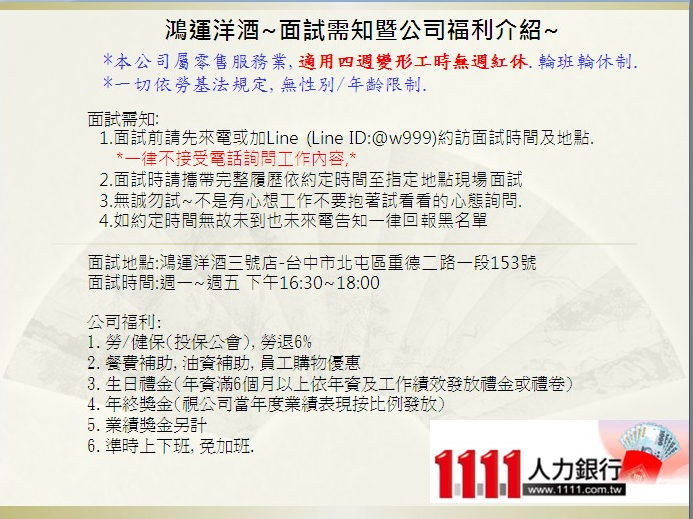 鴻運洋酒~面試需知暨公司福利介紹~
*本公司屬零售服務業,適用四週變形工時無週紅休.輪班輪休制.
*一切依勞基法規定,無性別/年齡限制.
面試需知:
1.面試前請先來電或加Line (Line ID:@w999)約訪面試時間及地點.
*一律不接受電話詢問工作內容,*
2.面試時請攜帶完整履歷依約定時間至指定地點現場面試
3.無誠勿試~不是有心想工作不要抱著試看看的心態詢問.
4.如約定時間無故未到也未來電告知一律回報黑名單
面試地點:鴻運洋酒三號店-台中市北屯區重德二路一段153號
面試時間:週一~週五 下午16:30~18:00
公司福利:
1. 勞/健保(投保公會),勞退6%
2. 餐費補助,油資補助,員工購物優惠
3. 生日禮金(年資滿6個月以上依年資及工作績效發放禮金或禮卷)
4. 年終獎金(視公司當年度業績表現按比例發放)
5. 業績獎金另計
6. 準時上下班,免加班.
1111 人力銀行
www.1111.com.tw